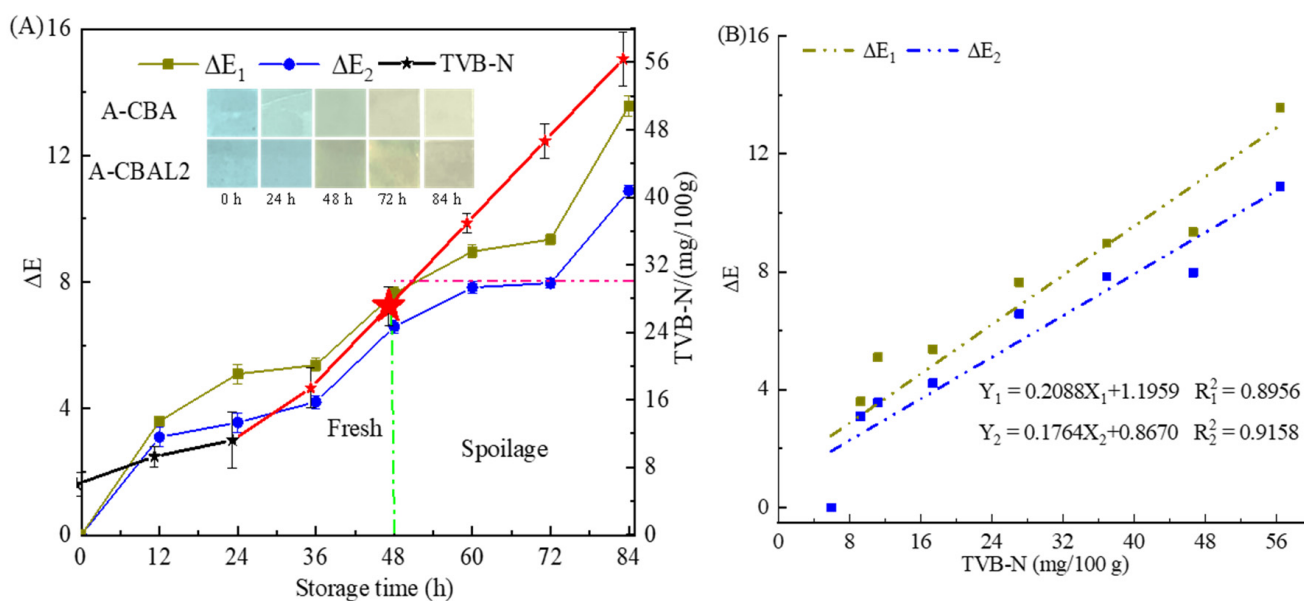 (A)
16
12
8
4
0
ΔE
ΔE₁ ΔE₂ TVB-N
A-CBA
A-CBAL2
0 h 24 h 48 h 72 h 84 h
Fresh
Spoilage
56
48
40
32
24
16
8
0
TVB-N/(mg/100g)
0 12 24 36 48 60 72 84
Storage time (h)
(B)
16
12
8
4
0
ΔE
ΔE₁ ΔE₂
Y₁ = 0.2088X₁+1.1959 R₁² = 0.8956
Y₂ = 0.1764X₂+0.8670 R₂² = 0.9158
8 16 24 32 40 48 56
TVB-N (mg/100 g)